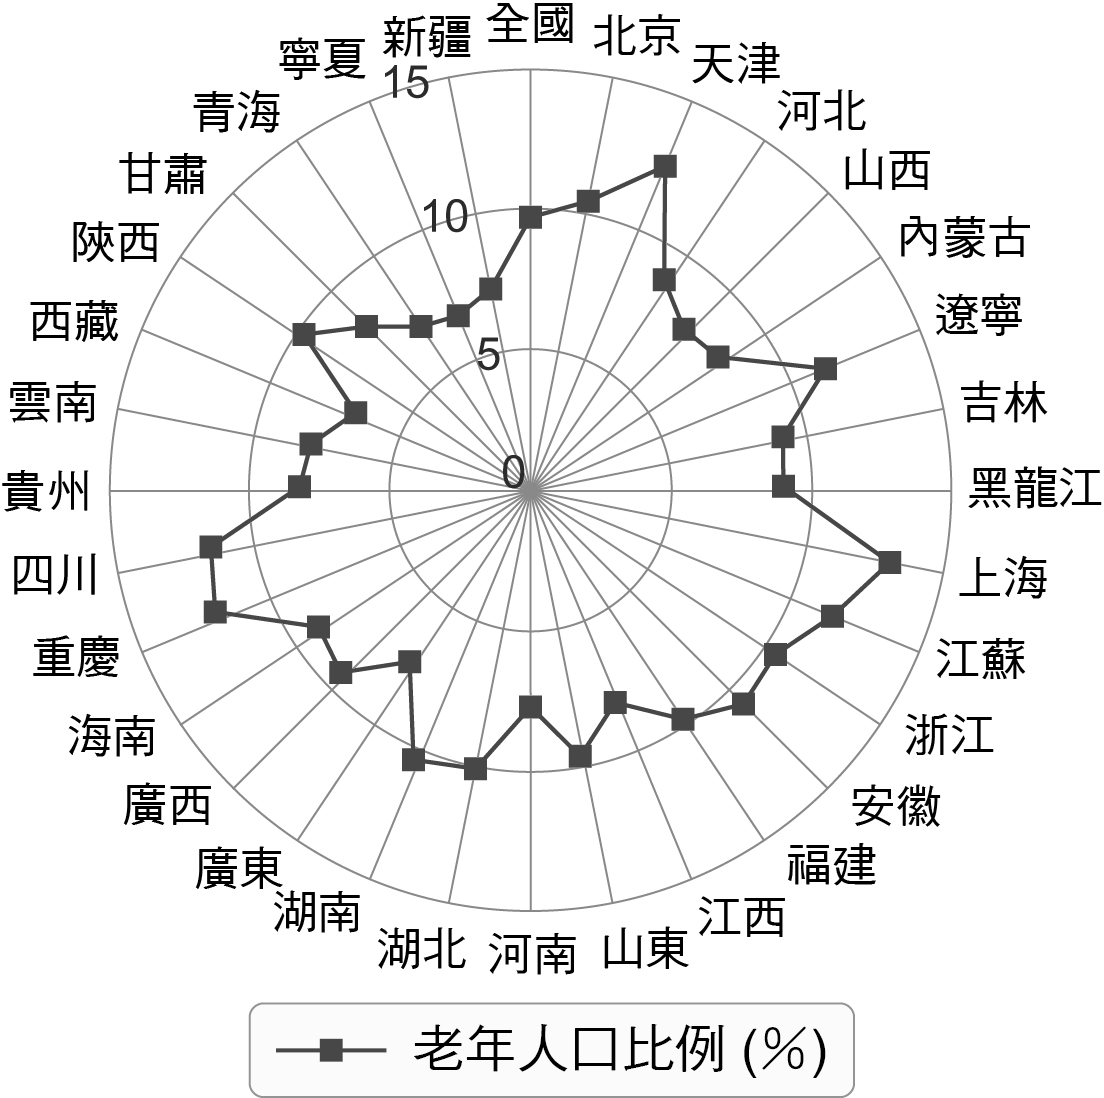 全國
北京
天津
河北
山西
內蒙古
遼寧
吉林
黑龍江
上海
江蘇
浙江
安徽
福建
江西
山東
河南
湖北
湖南
廣東
廣西
海南
重慶
四川
貴州
雲南
西藏
陝西
甘肅
青海
寧夏
新疆
15
10
5
0
老年人口比例 (%)